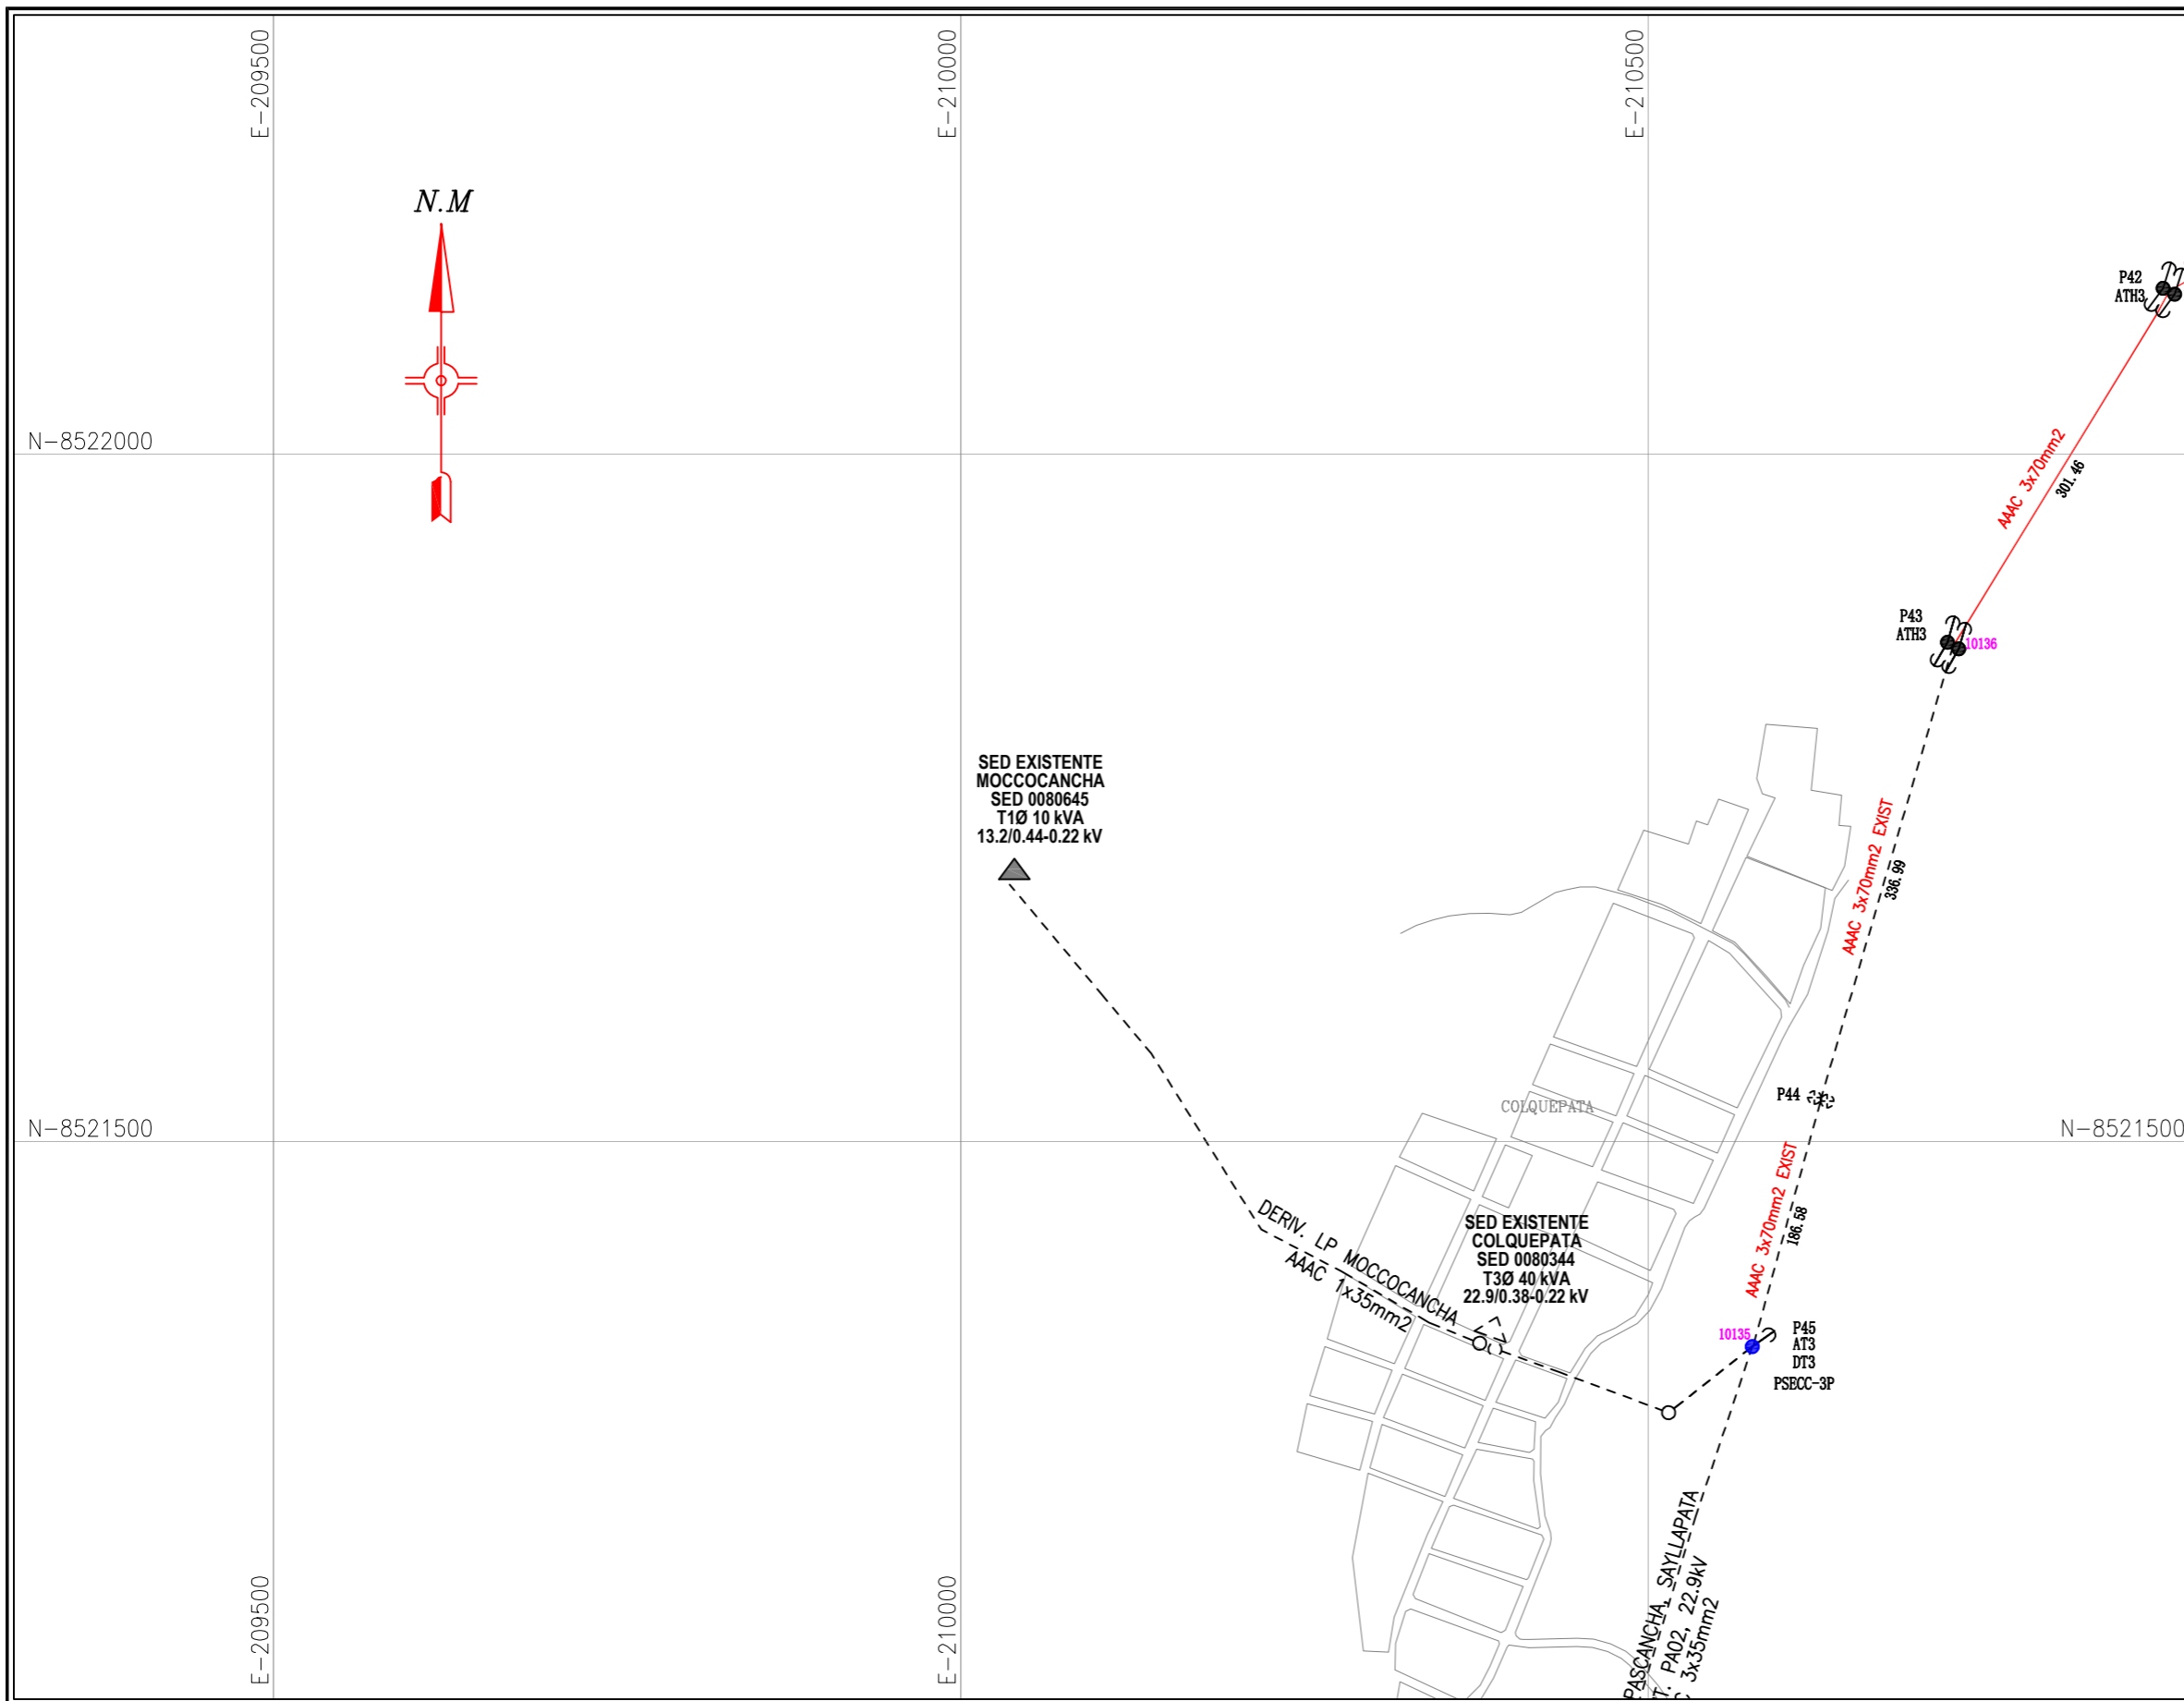 E-209500
E-210000
E-210500
N.M
P42
ATH3
N-8522000
AAAC 3x70mm2
301.46
P43
ATH3
10136
SED EXISTENTE
MOCCOCANCHA
SED 0080645
T1Ø 10 kVA
13.2/0.44-0.22 kV
AAAC 3x70mm2 EXIST
336.99
P44
COLQUEPATA
N-8521500
N-8521500
AAAC 3x70mm2 EXIST
186.58
DERIV. LP MOCCOCANCHA
AAAC 1x35mm2
SED EXISTENTE
COLQUEPATA
SED 0080344
T3Ø 40 kVA
22.9/0.38-0.22 kV
10135
P45
AT3
DT3
PSECC-3P
PASCANCHA - SAYLLAPATA
T. PA02, 22.9kV
3x35mm2
E-209500
E-210000